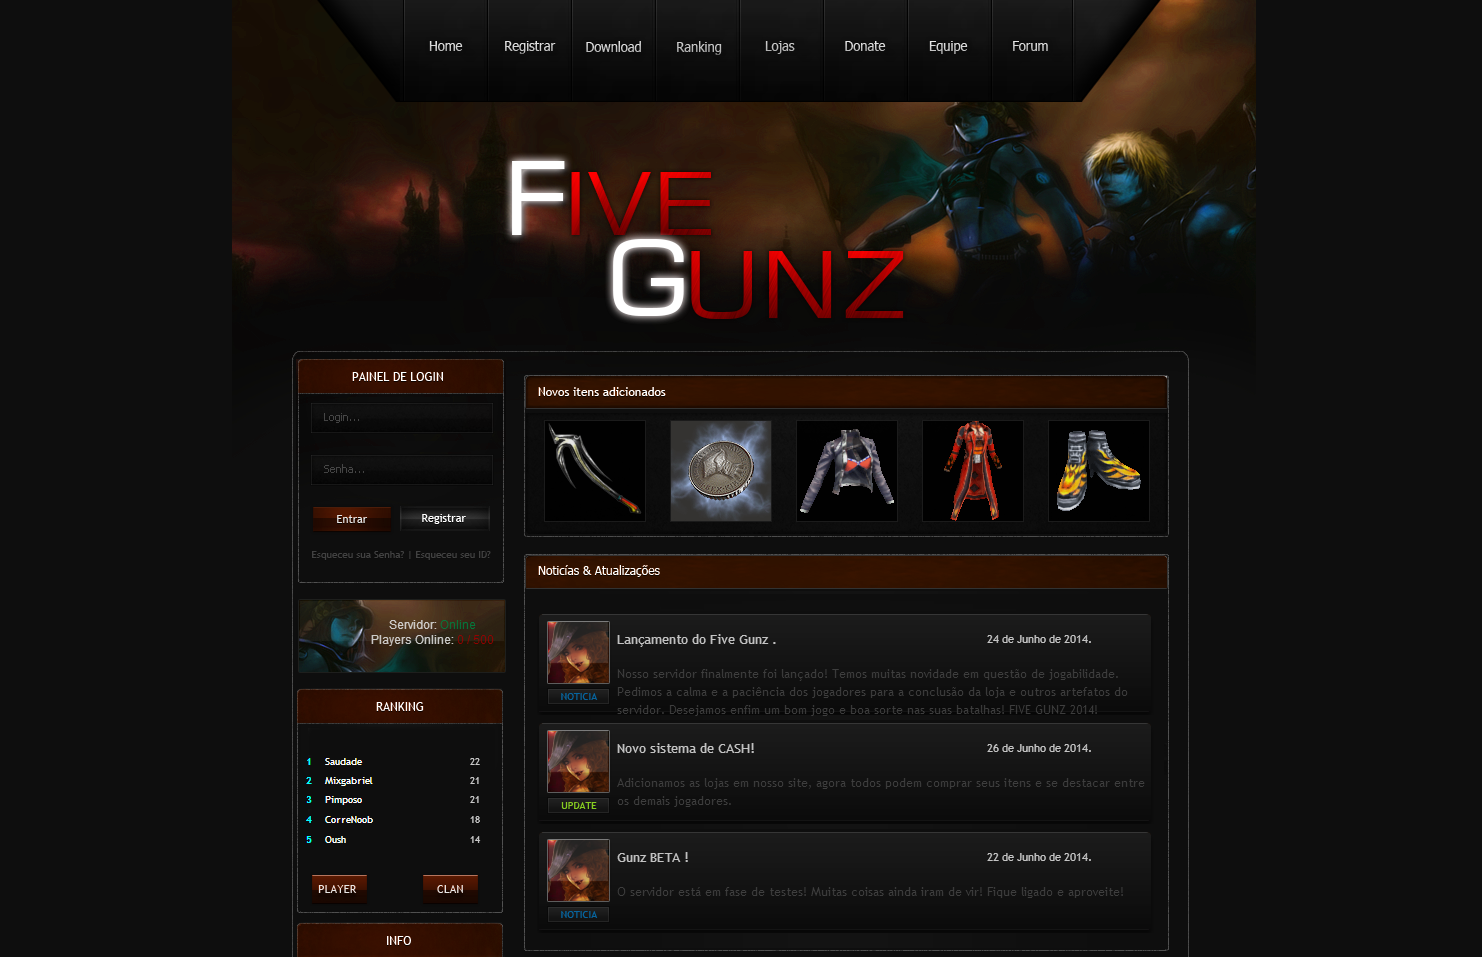 Home Registrar Download Ranking Lojas Donate Equipe Forum
FIVE
GUNZ
PAINEL DE LOGIN
Login...
Senha...
Entrar Registrar
Esqueceu sua Senha? | Esqueceu seu ID?
Servidor: Online
Players Online: 0 / 500
RANKING
1 Saudade 22
2 Mixgabriel 21
3 Pimposo 21
4 CorreNoob 18
5 Oush 14
PLAYER CLAN
INFO
Novos itens adicionados
Noticías & Atualizações
Lançamento do Five Gunz . 24 de Junho de 2014.
Nosso servidor finalmente foi lançado! Temos muitas novidade em questão de jogabilidade.
Pedimos a calma e a paciência dos jogadores para a conclusão da loja e outros artefatos do
servidor. Desejamos enfim um bom jogo e boa sorte nas suas batalhas! FIVE GUNZ 2014!
NOTICIA
Novo sistema de CASH! 26 de Junho de 2014.
Adicionamos as lojas em nosso site, agora todos podem comprar seus itens e se destacar entre
os demais jogadores.
UPDATE
Gunz BETA ! 22 de Junho de 2014.
O servidor está em fase de testes! Muitas coisas ainda iram de vir! Fique ligado e aproveite!
NOTICIA